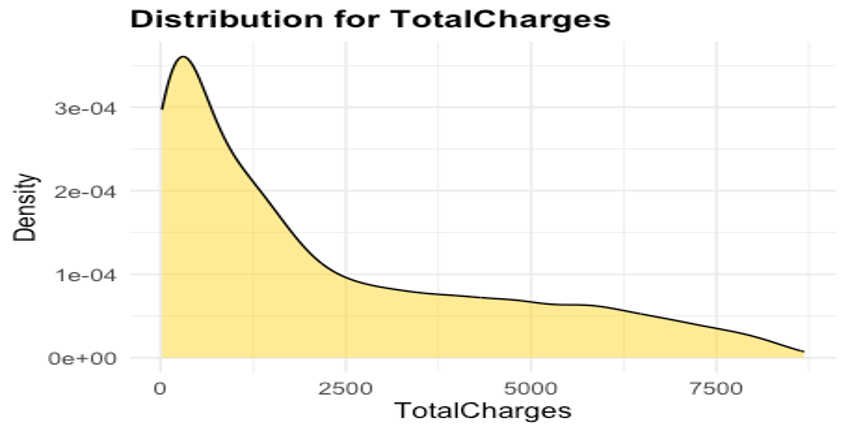 Distribution for TotalCharges
Density
3e-04
2e-04
1e-04
0e+00
0 2500 5000 7500
TotalCharges